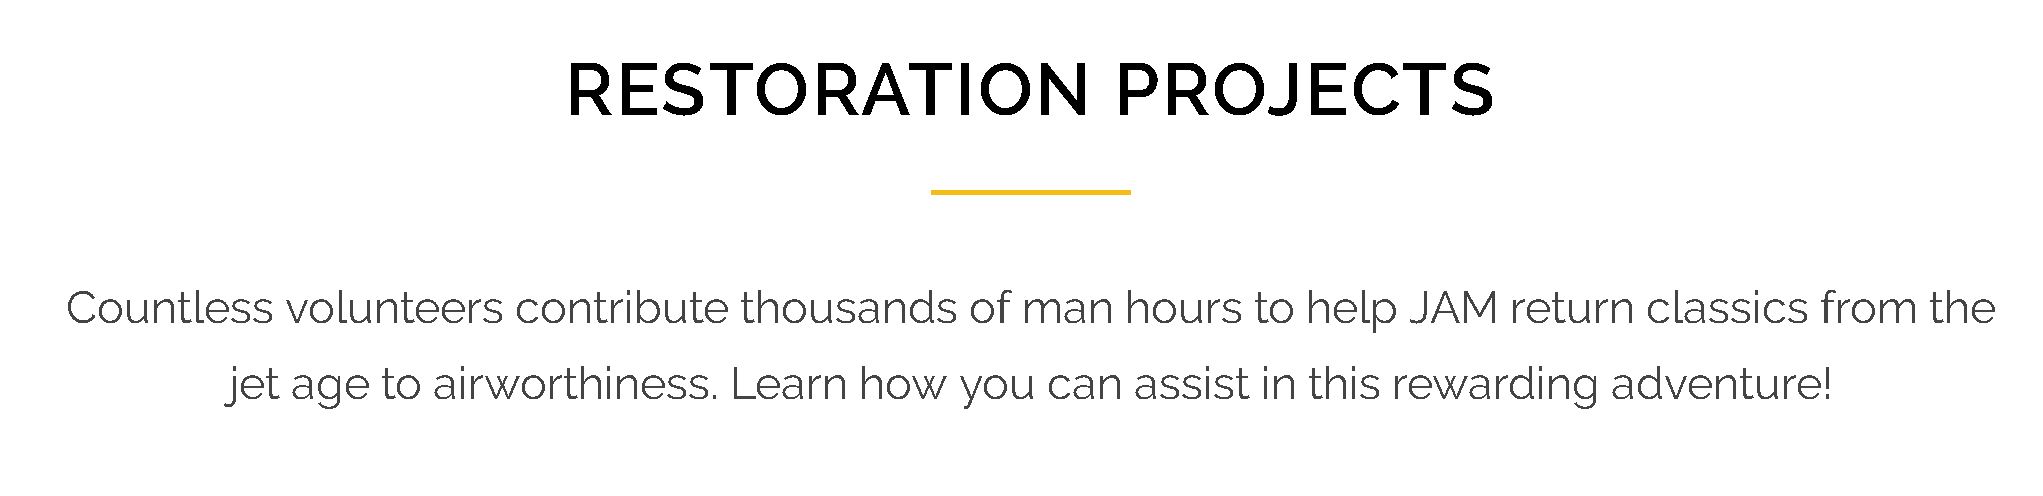 RESTORATION PROJECTS
Countless volunteers contribute thousands of man hours to help JAM return classics from the
jet age to airworthiness. Learn how you can assist in this rewarding adventure!